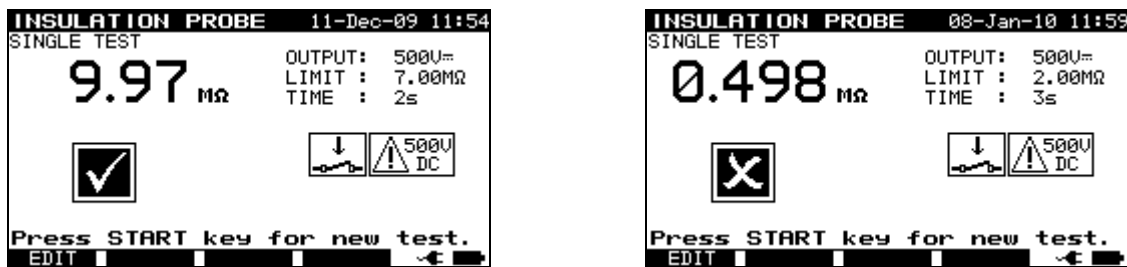 INSULATION PROBE 11-Dec-09 11:54
SINGLE TEST
9.97 MΩ
OUTPUT: 500V⎓
LIMIT : 7.00MΩ
TIME : 2s
500V
DC
Press START key for new test.
EDIT
INSULATION PROBE 08-Jan-10 11:59
SINGLE TEST
0.498 MΩ
OUTPUT: 500V⎓
LIMIT : 2.00MΩ
TIME : 3s
500V
DC
Press START key for new test.
EDIT